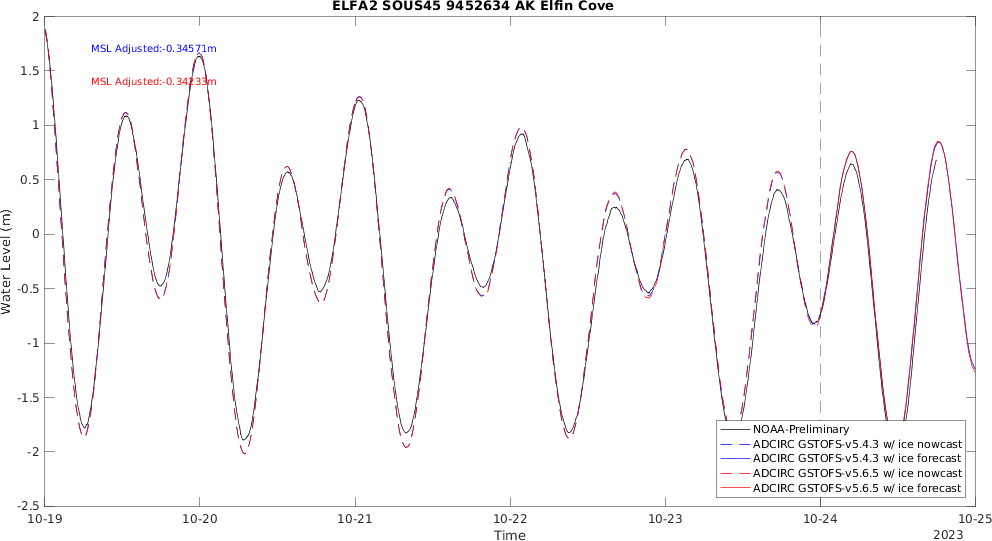 ELFA2 SOUS45 9452634 AK Elfin Cove
MSL Adjusted:-0.34571m
MSL Adjusted:-0.34233m
2
1.5
1
0.5
0
-0.5
-1
-1.5
-2
-2.5
Water Level (m)
NOAA-Preliminary
ADCIRC GSTOFS-v5.4.3 w/ ice nowcast
ADCIRC GSTOFS-v5.4.3 w/ ice forecast
ADCIRC GSTOFS-v5.6.5 w/ ice nowcast
ADCIRC GSTOFS-v5.6.5 w/ ice forecast
10-19 10-20 10-21 10-22 10-23 10-24 10-25
Time
2023